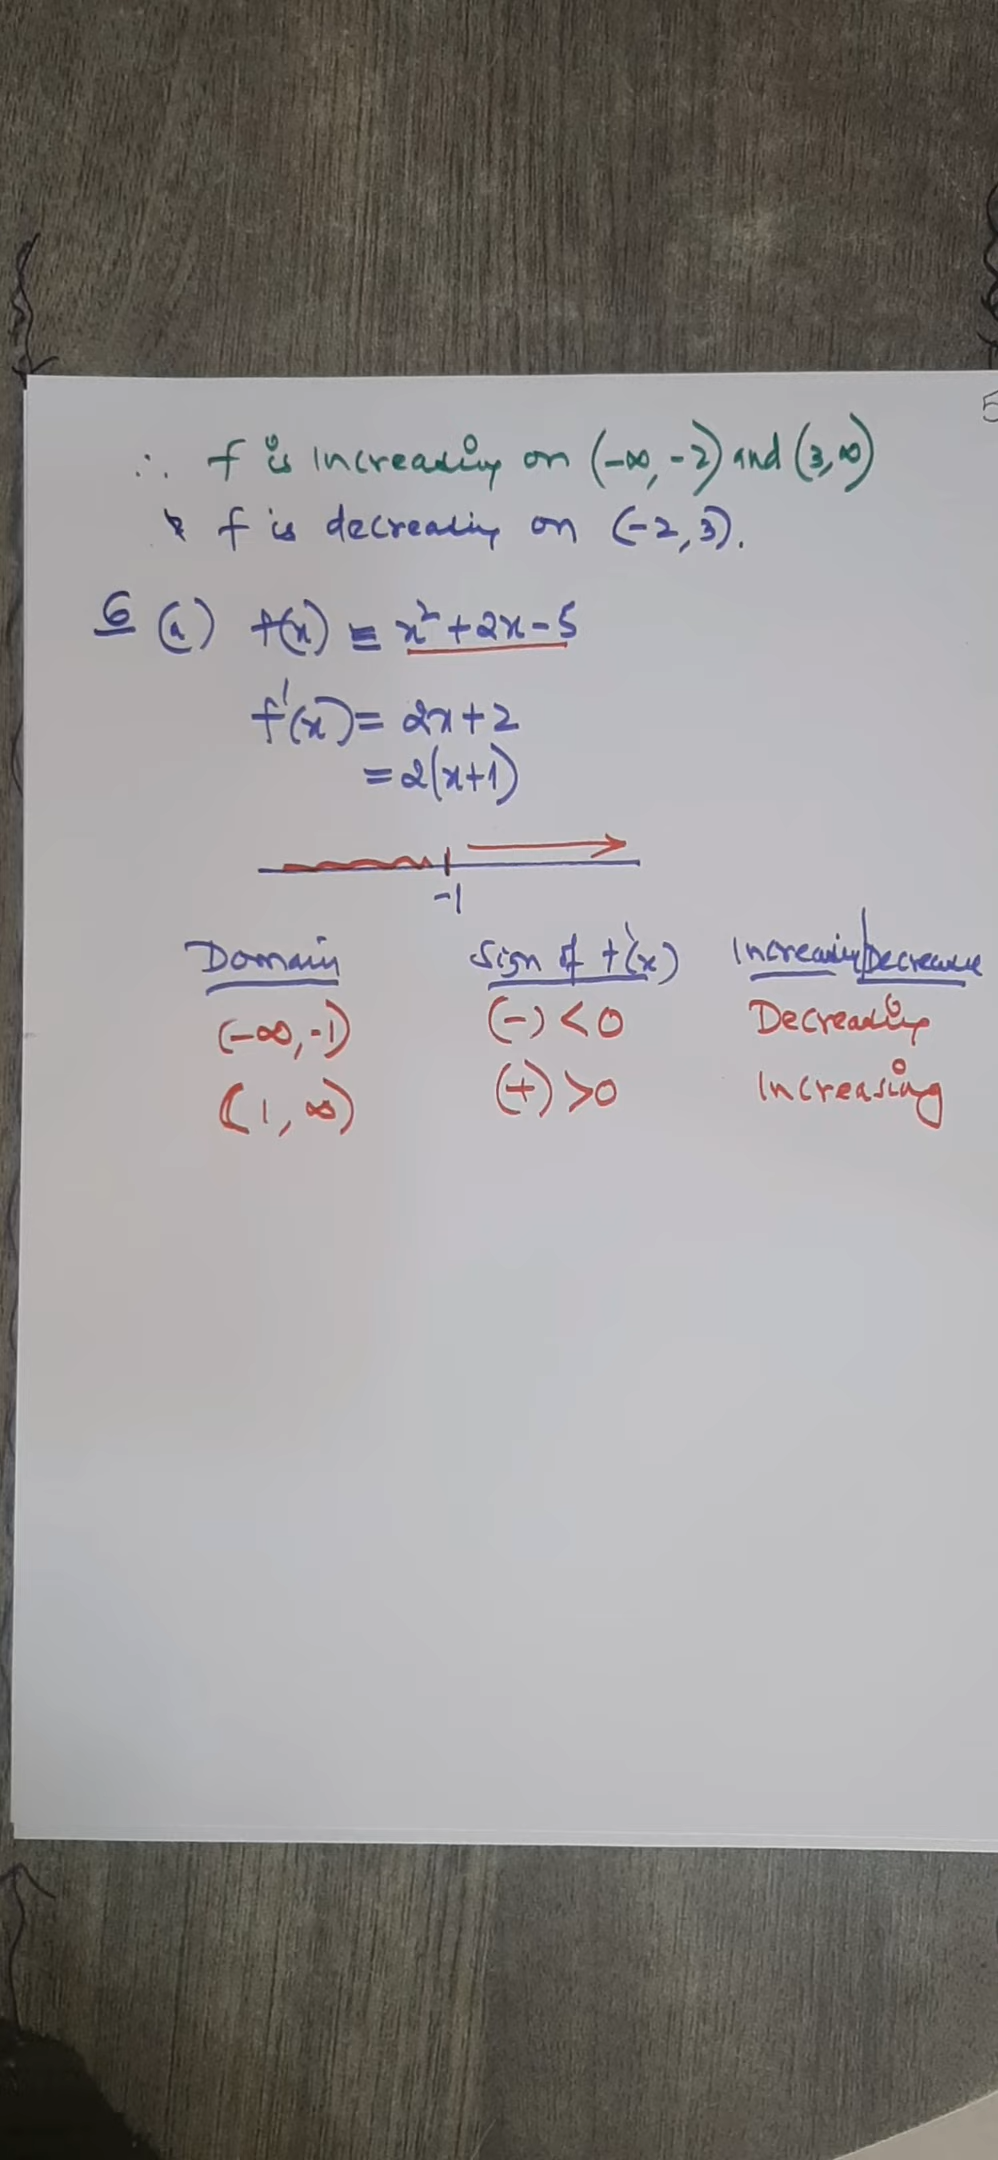 5
∴ f is increasing on (-∞, -2) and (3, ∞)
& f is decreasing on (-2, 3).
6 (a) f(x) = x²+2x-5
f'(x) = 2x+2
= 2(x+1)
-1
Domain Sign of f'(x) Increasing/Decrease
(-∞, -1) (-) < 0 Decreasing
(1, ∞) (+) > 0 Increasing